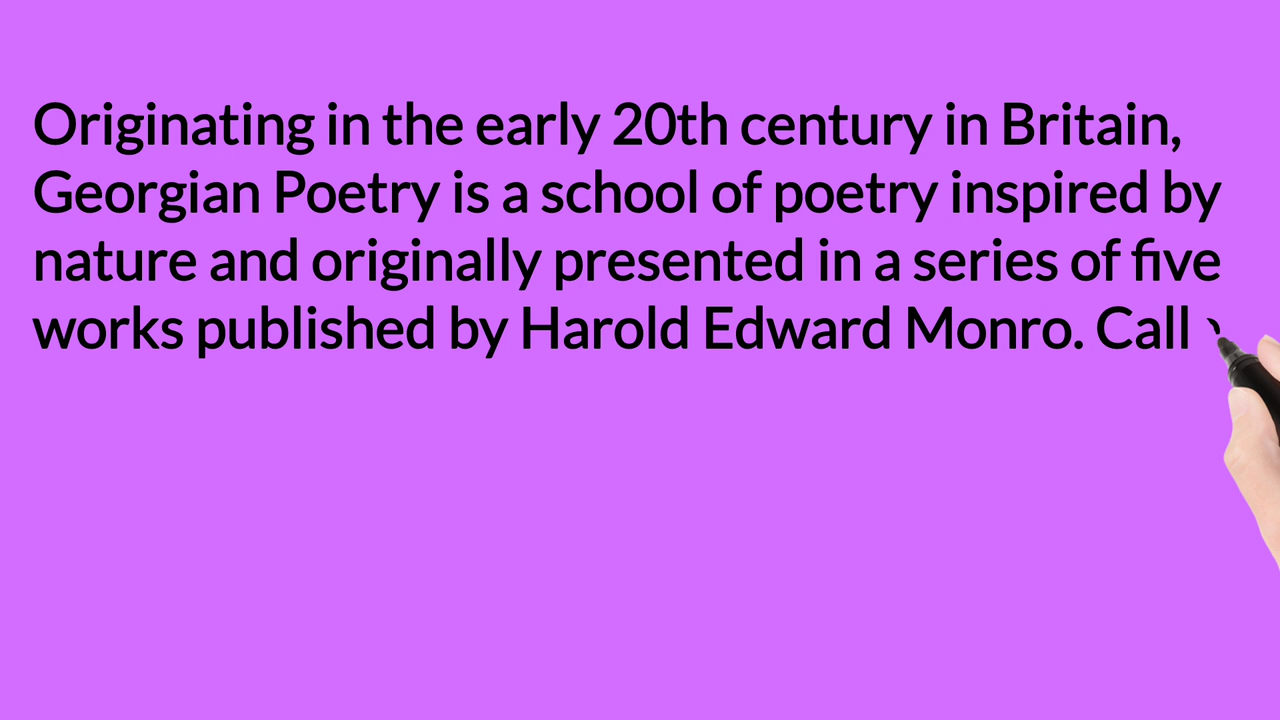 Originating in the early 20th century in Britain,
Georgian Poetry is a school of poetry inspired by
nature and originally presented in a series of five
works published by Harold Edward Monro. Call